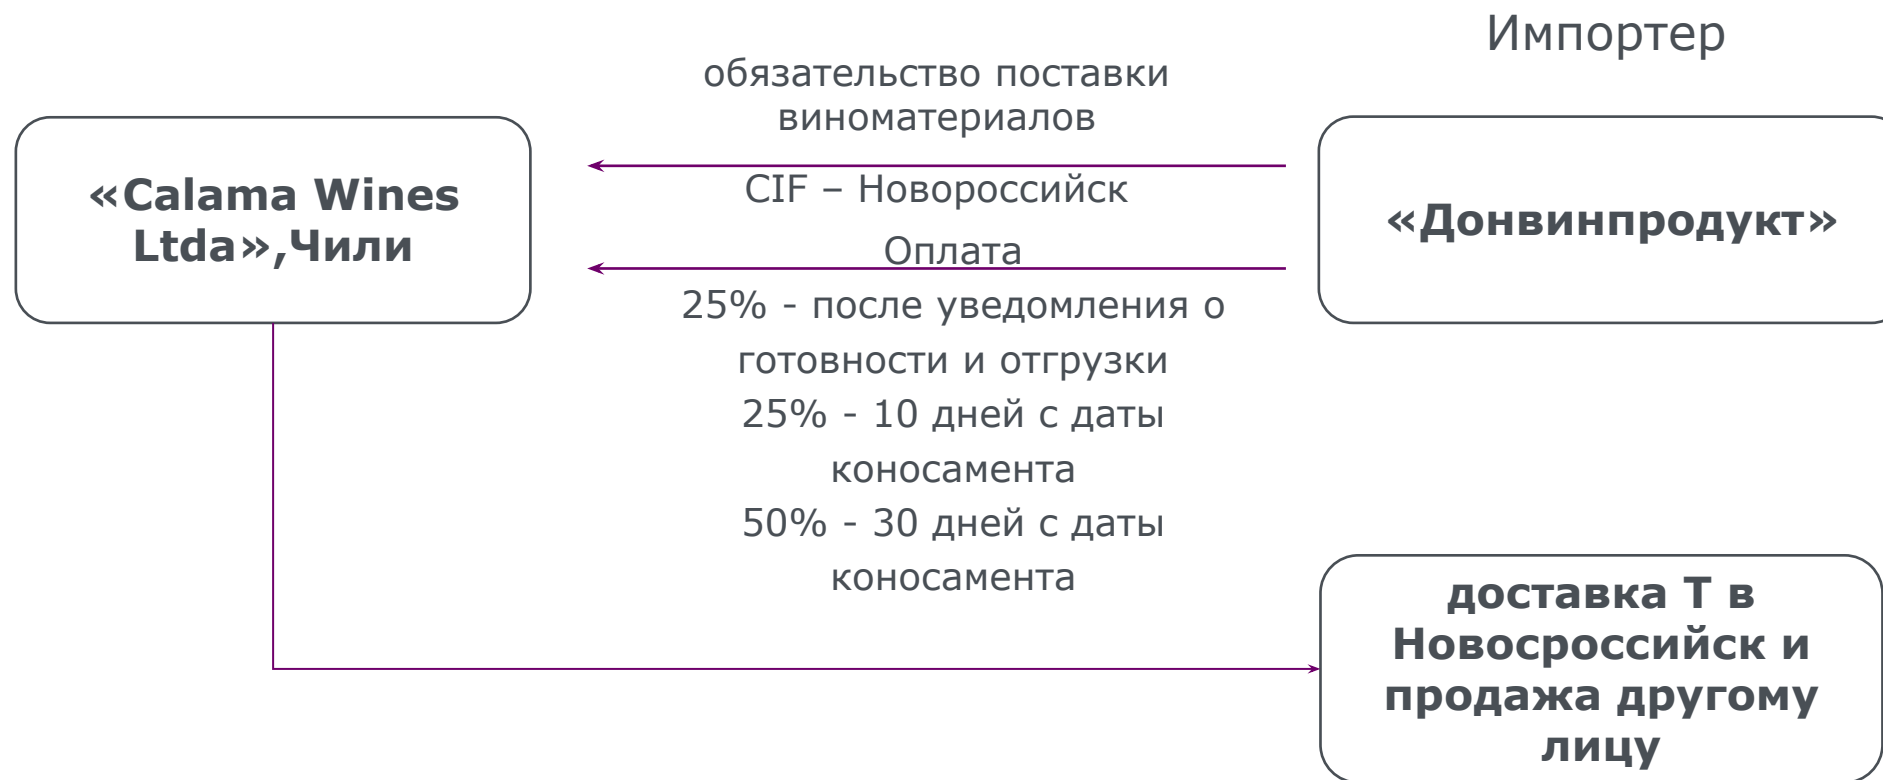 Импортер
обязательство поставки
виноматериалов
«Calama Wines
Ltda»,Чили
CIF – Новороссийск
«Донвинпродукт»
Оплата
25% - после уведомления о
готовности и отгрузки
25% - 10 дней с даты
коносамента
50% - 30 дней с даты
коносамента
доставка Т в
Новосроссийск и
продажа другому
лицу